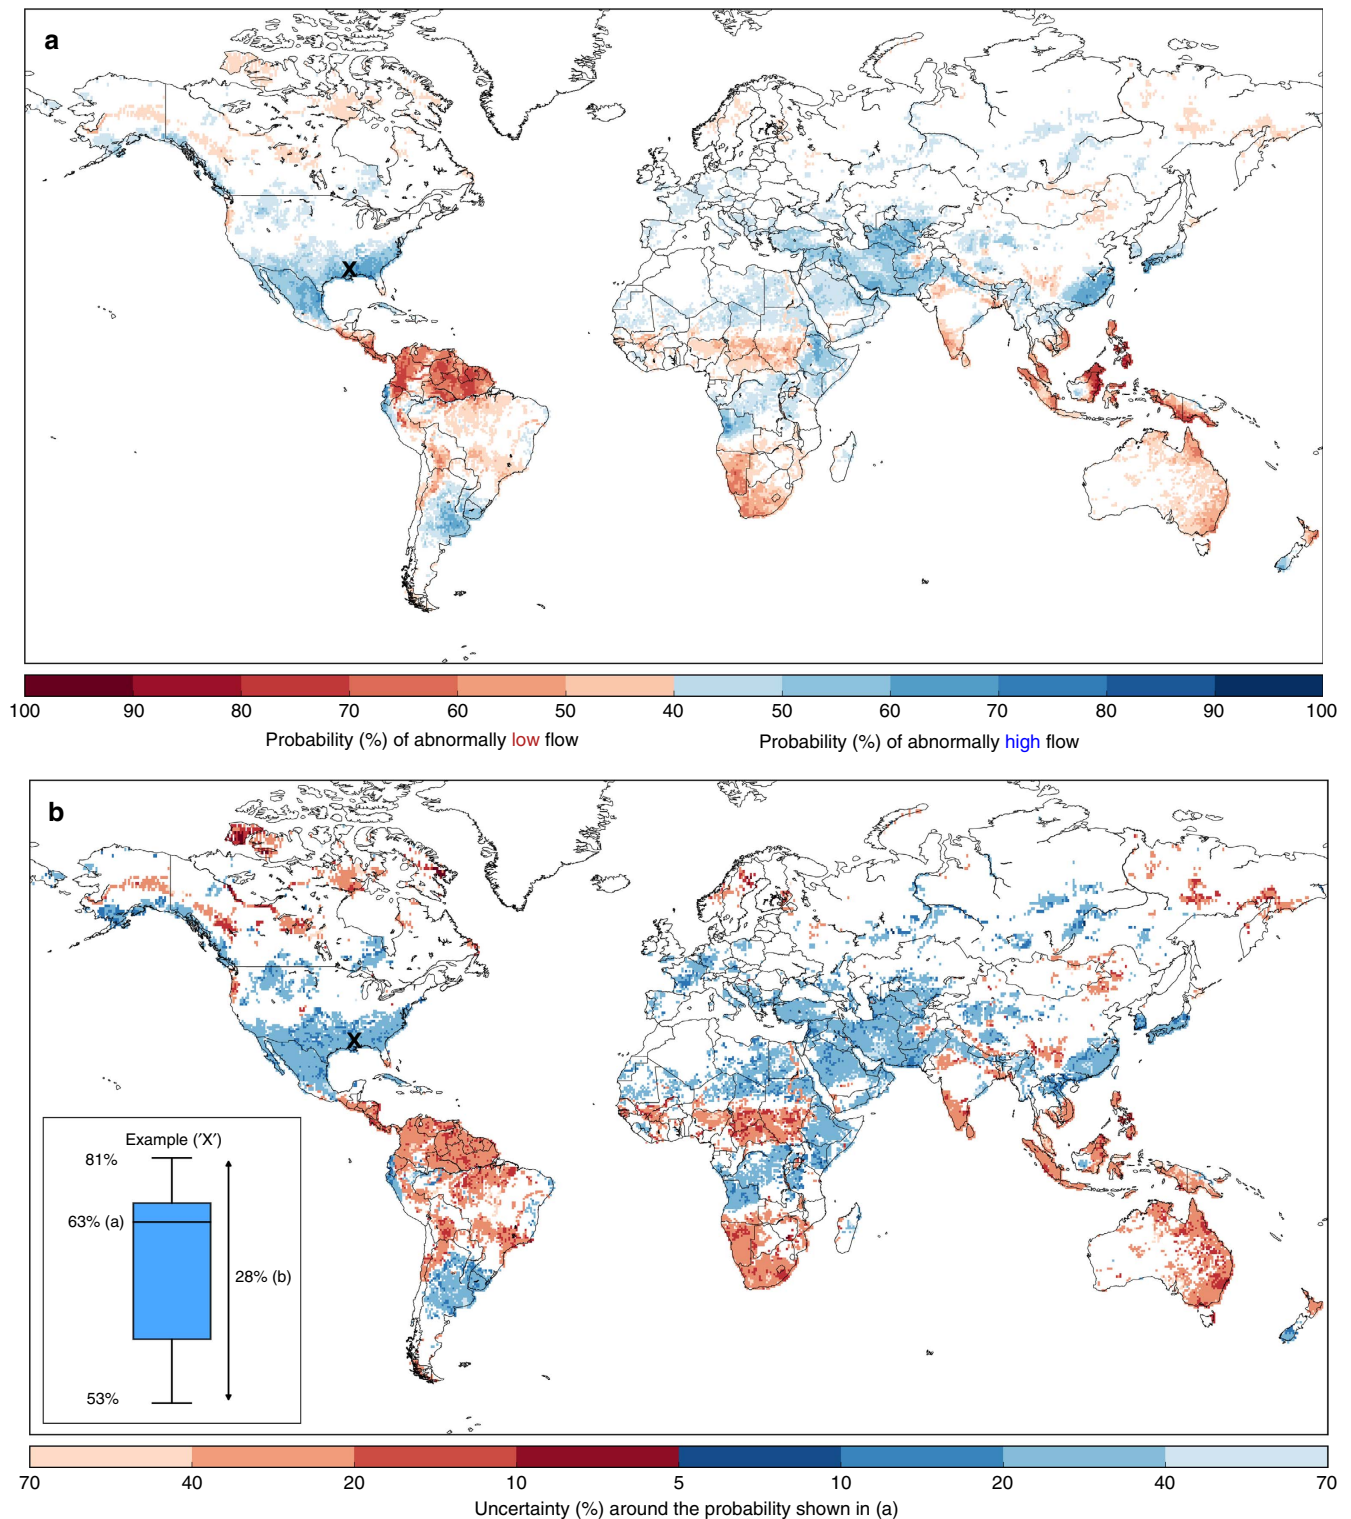 a
X
100 90 80 70 60 50 40 50 60 70 80 90 100
Probability (%) of abnormally low flow
Probability (%) of abnormally high flow
b
X
Example ('X')
81%
63% (a)
28% (b)
53%
70 40 20 10 5 10 20 40 70
Uncertainty (%) around the probability shown in (a)